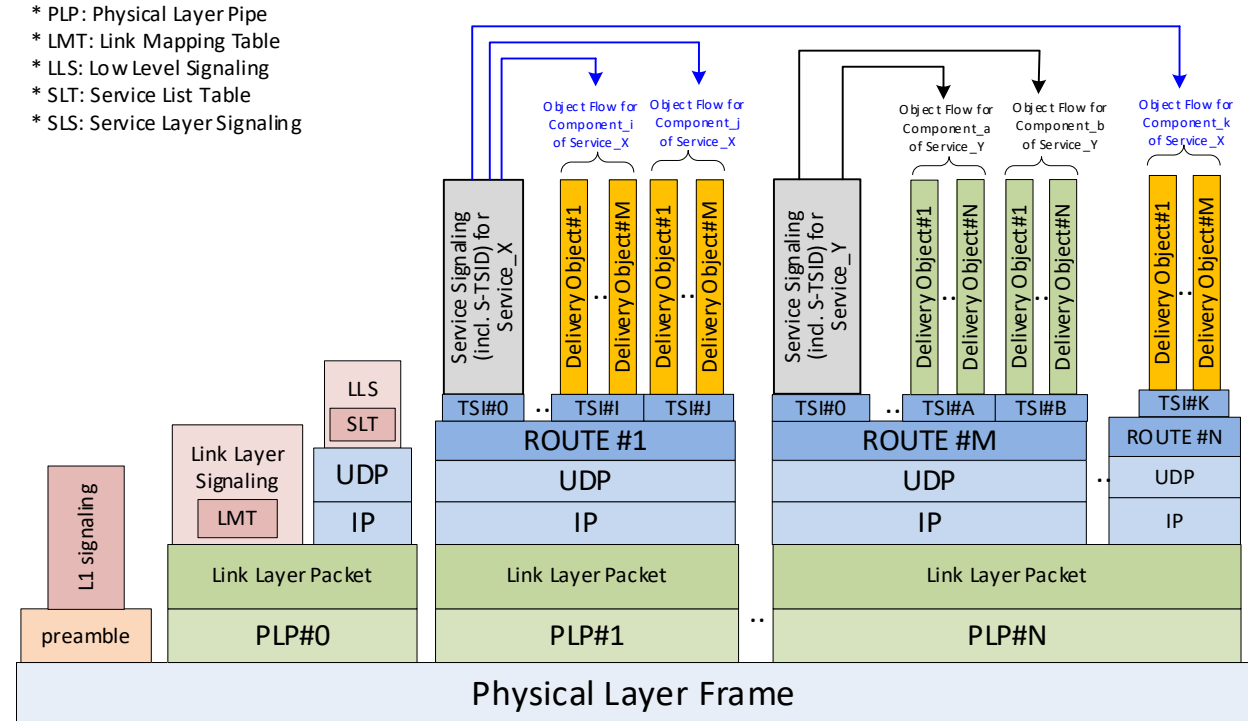 * PLP: Physical Layer Pipe
* LMT: Link Mapping Table
* LLS: Low Level Signaling
* SLT: Service List Table
* SLS: Service Layer Signaling
Object Flow for
Component_i
of Service_X
Object Flow for
Component_j
of Service_X
Object Flow for
Component_a
of Service_Y
Object Flow for
Component_b
of Service_Y
Object Flow for
Component_k
of Service_X
Service Signaling
(incl. S-TSID) for
Service_X
Delivery Object#1
..
Delivery Object#M
Delivery Object#1
..
Delivery Object#M
Service Signaling
(incl. S-TSID) for
Service_Y
Delivery Object#1
..
Delivery Object#N
Delivery Object#1
..
Delivery Object#N
Delivery Object#1
..
Delivery Object#M
LLS
SLT
TSI#0
..
TSI#I
TSI#J
TSI#0
..
TSI#A
TSI#B
TSI#K
ROUTE #1
ROUTE #M
ROUTE #N
Link Layer
Signaling
LMT
UDP
UDP
UDP
..
UDP
IP
IP
IP
IP
L1 signaling
Link Layer Packet
Link Layer Packet
Link Layer Packet
preamble
PLP#0
PLP#1
..
PLP#N
Physical Layer Frame